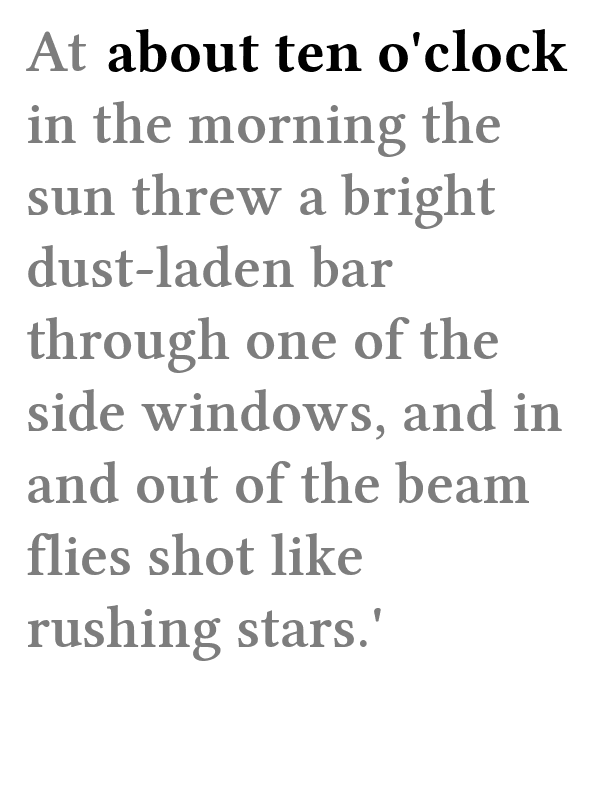 At about ten o'clock
in the morning the
sun threw a bright
dust-laden bar
through one of the
side windows, and in
and out of the beam
flies shot like
rushing stars.'